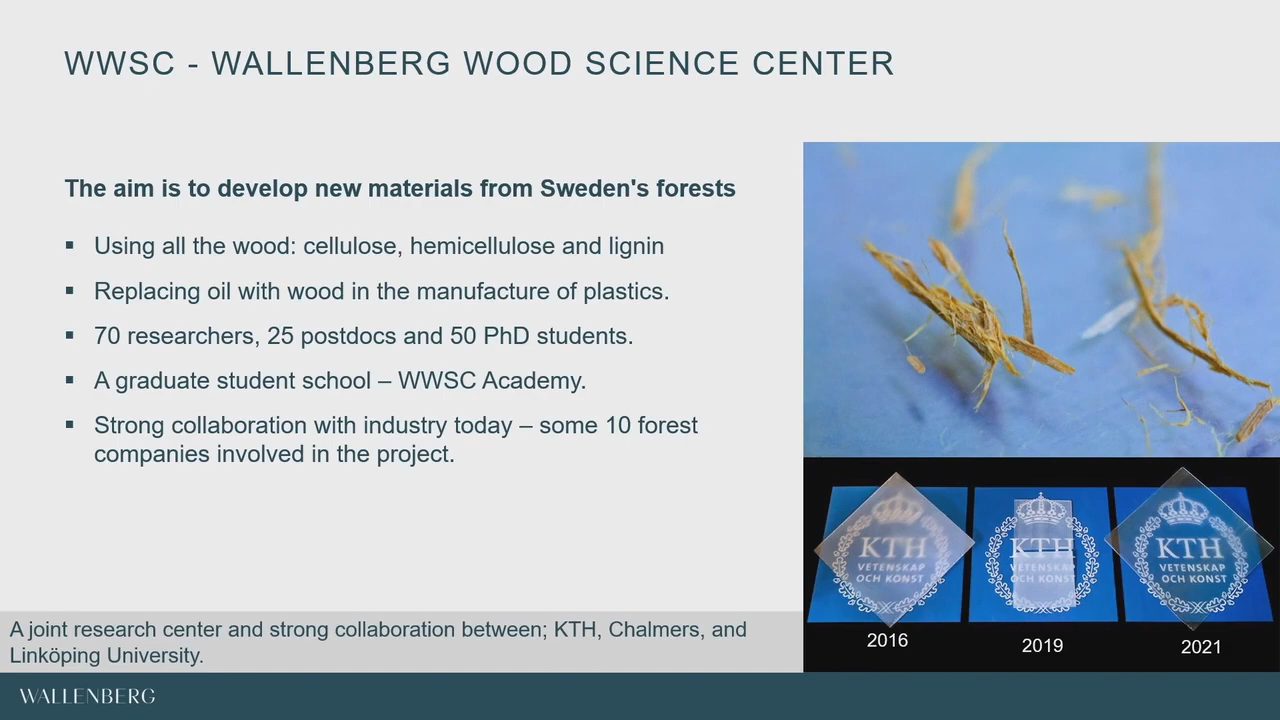 WWSC - WALLENBERG WOOD SCIENCE CENTER
The aim is to develop new materials from Sweden's forests
▪ Using all the wood: cellulose, hemicellulose and lignin
▪ Replacing oil with wood in the manufacture of plastics.
▪ 70 researchers, 25 postdocs and 50 PhD students.
▪ A graduate student school – WWSC Academy.
▪ Strong collaboration with industry today – some 10 forest
companies involved in the project.
KTH
VETENSKAP
OCH KONST
KTH
VETENSKAP
OCH KONST
KTH
VETENSKAP
OCH KONST
2016
2019
2021
A joint research center and strong collaboration between; KTH, Chalmers, and
Linköping University.
WALLENBERG